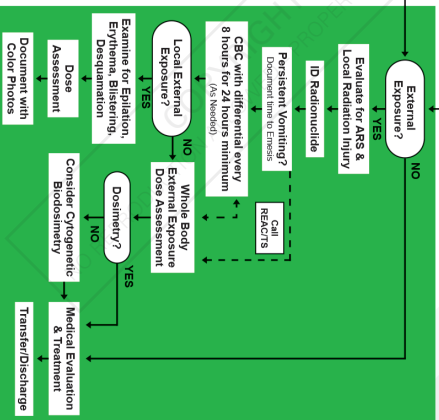 External
Exposure?
NO
YES
Evaluate for ARS &
Local Radiation Injury
ID Radionuclide
Persistent Vomiting?
Document time to Emesis
Call
REAC/TS
CBC with differential every
8 hours for 24 hours minimum
(As Needed)
Local External
Exposure?
NO
YES
Whole Body
External Exposure
Dose Assessment
Examine for Epilation,
Erythema, Blistering,
Desquamation
Dosimetry?
YES
NO
Dose
Assessment
Consider Cytogenetic
Biodosimetry
Medical Evaluation
& Treatment
Document with
Color Photos
Transfer/Discharge